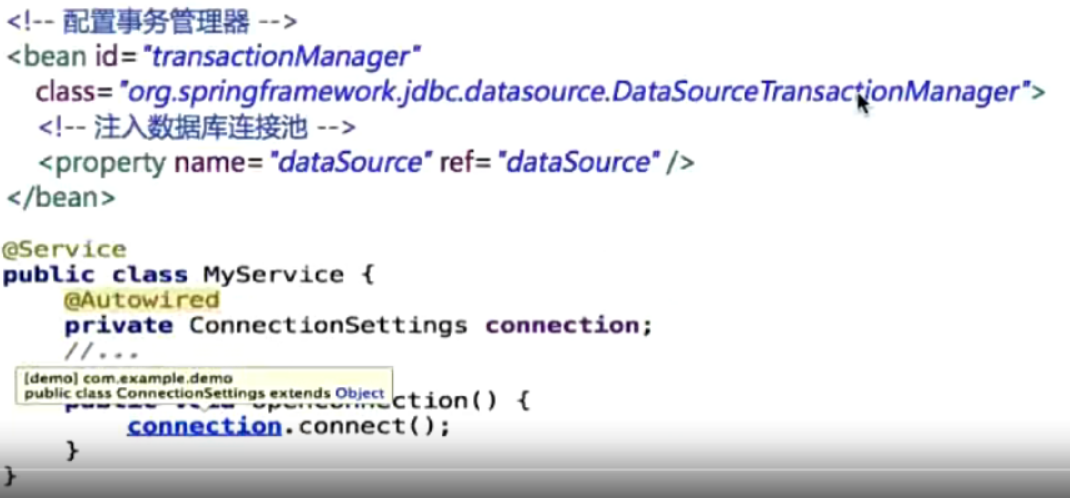 <!-- 配置事务管理器 -->
<bean id="transactionManager"
class="org.springframework.jdbc.datasource.DataSourceTransactionManager">
<!-- 注入数据库连接池 -->
<property name="dataSource" ref="dataSource" />
</bean>
@Service
public class MyService {
@Autowired
private ConnectionSettings connection;
//...
[demo] com.example.demo
public class ConnectionSettings extends Object
ction() {
connection.connect();
}
}